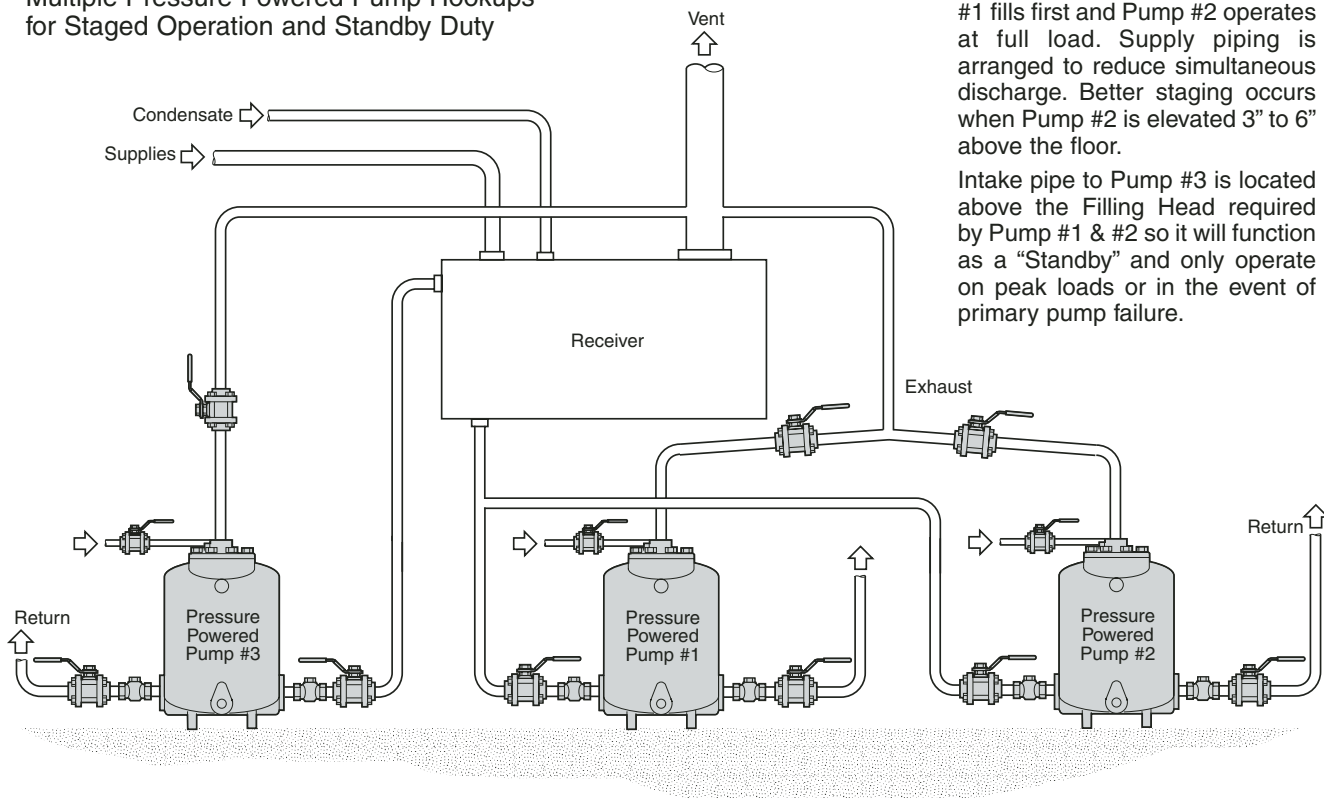 Multiple Pressure Powered Pump Hookups
for Staged Operation and Standby Duty
#1 fills first and Pump #2 operates
at full load. Supply piping is
arranged to reduce simultaneous
discharge. Better staging occurs
when Pump #2 is elevated 3” to 6”
above the floor.
Intake pipe to Pump #3 is located
above the Filling Head required
by Pump #1 & #2 so it will function
as a “Standby” and only operate
on peak loads or in the event of
primary pump failure.
Vent
Condensate
Supplies
Receiver
Exhaust
Return
Pressure
Powered
Pump #3
Pressure
Powered
Pump #1
Pressure
Powered
Pump #2
Return